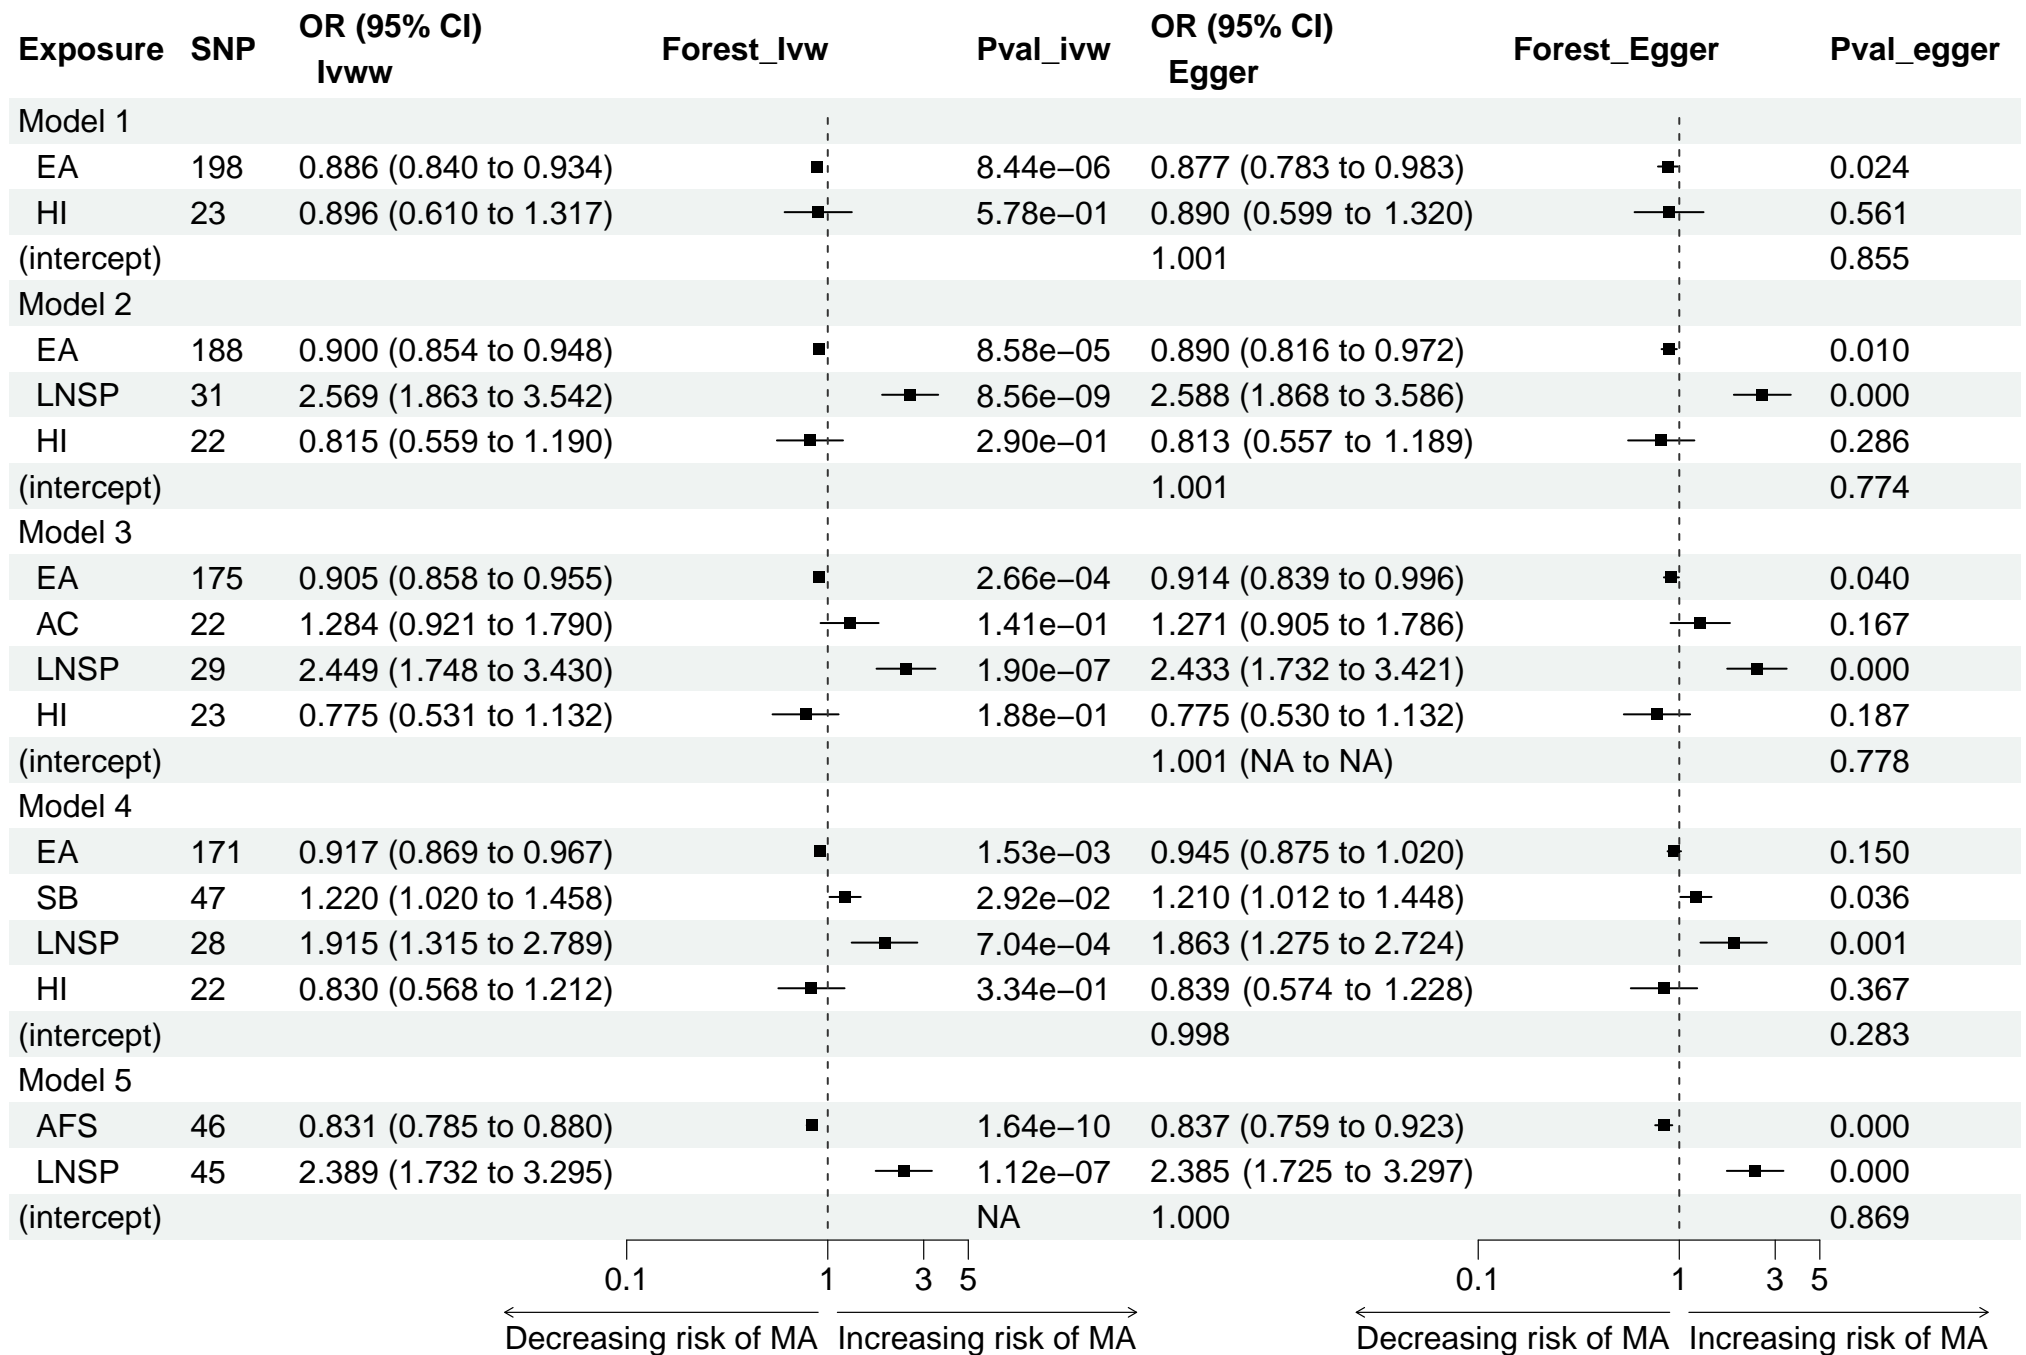 Exposure SNP OR (95% CI) Ivww Forest_Ivw Pval_ivw OR (95% CI) Egger Forest_Egger Pval_egger
Model 1
EA 198 0.886 (0.840 to 0.934) 8.44e−06 0.877 (0.783 to 0.983) 0.024
HI 23 0.896 (0.610 to 1.317) 5.78e−01 0.890 (0.599 to 1.320) 0.561
(intercept) 1.001 0.855
Model 2
EA 188 0.900 (0.854 to 0.948) 8.58e−05 0.890 (0.816 to 0.972) 0.010
LNSP 31 2.569 (1.863 to 3.542) 8.56e−09 2.588 (1.868 to 3.586) 0.000
HI 22 0.815 (0.559 to 1.190) 2.90e−01 0.813 (0.557 to 1.189) 0.286
(intercept) 1.001 0.774
Model 3
EA 175 0.905 (0.858 to 0.955) 2.66e−04 0.914 (0.839 to 0.996) 0.040
AC 22 1.284 (0.921 to 1.790) 1.41e−01 1.271 (0.905 to 1.786) 0.167
LNSP 29 2.449 (1.748 to 3.430) 1.90e−07 2.433 (1.732 to 3.421) 0.000
HI 23 0.775 (0.531 to 1.132) 1.88e−01 0.775 (0.530 to 1.132) 0.187
(intercept) 1.001 (NA to NA) 0.778
Model 4
EA 171 0.917 (0.869 to 0.967) 1.53e−03 0.945 (0.875 to 1.020) 0.150
SB 47 1.220 (1.020 to 1.458) 2.92e−02 1.210 (1.012 to 1.448) 0.036
LNSP 28 1.915 (1.315 to 2.789) 7.04e−04 1.863 (1.275 to 2.724) 0.001
HI 22 0.830 (0.568 to 1.212) 3.34e−01 0.839 (0.574 to 1.228) 0.367
(intercept) 0.998 0.283
Model 5
AFS 46 0.831 (0.785 to 0.880) 1.64e−10 0.837 (0.759 to 0.923) 0.000
LNSP 45 2.389 (1.732 to 3.295) 1.12e−07 2.385 (1.725 to 3.297) 0.000
(intercept) NA 1.000 0.869
0.1 1 3 5 0.1 1 3 5
Decreasing risk of MA Increasing risk of MA Decreasing risk of MA Increasing risk of MA